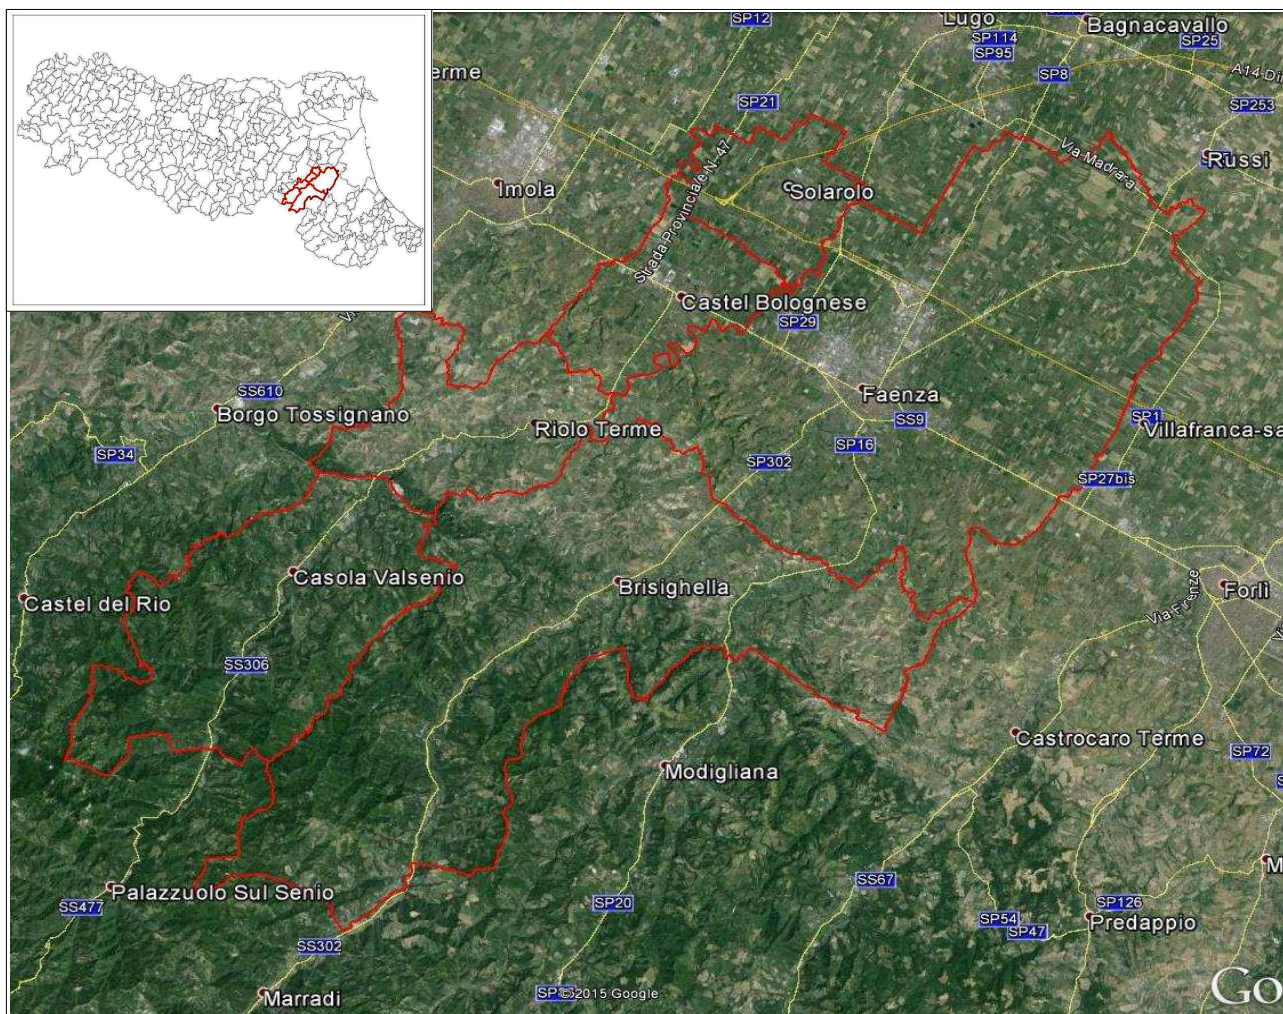 SP12
Lugo
Bagnacavallo
SP114
SP95
SP25
erme
SP8
A14 Di
SP21
SP253
Via Madrara
Russi
Imola
Solarolo
Strada Provinciale N. 47
Castel Bolognese
SP29
SS610
Faenza
Borgo Tossignano
SS9
SP1
Riolo Terme
Villafranca-sa
SP34
SP16
SP302
SP27bis
Casola Valsenio
Brisighella
Castel del Rio
Via Firenze
Forlì
SS306
Castrocaro Terme
SP72
Modigliana
M
SS67
Palazzuolo Sul Senio
SS477
SP20
SP126
SP54
Predappio
SP47
SS302
Marradi
©2015 Google
Go